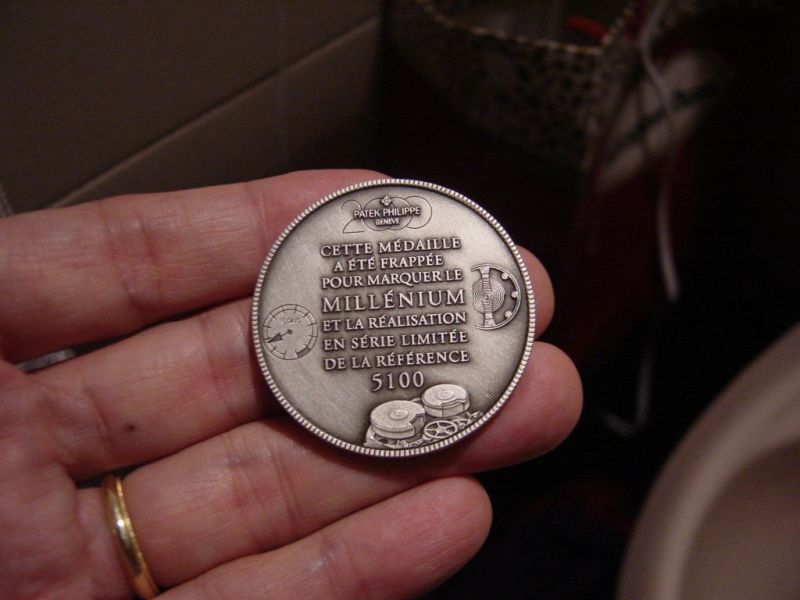 2000
PATEK PHILIPPE
GENEVE
CETTE MÉDAILLE
A ÉTÉ FRAPPÉE
POUR MARQUER LE
MILLÉNIUM
ET LA RÉALISATION
EN SÉRIE LIMITÉE
DE LA RÉFÉRENCE
5100